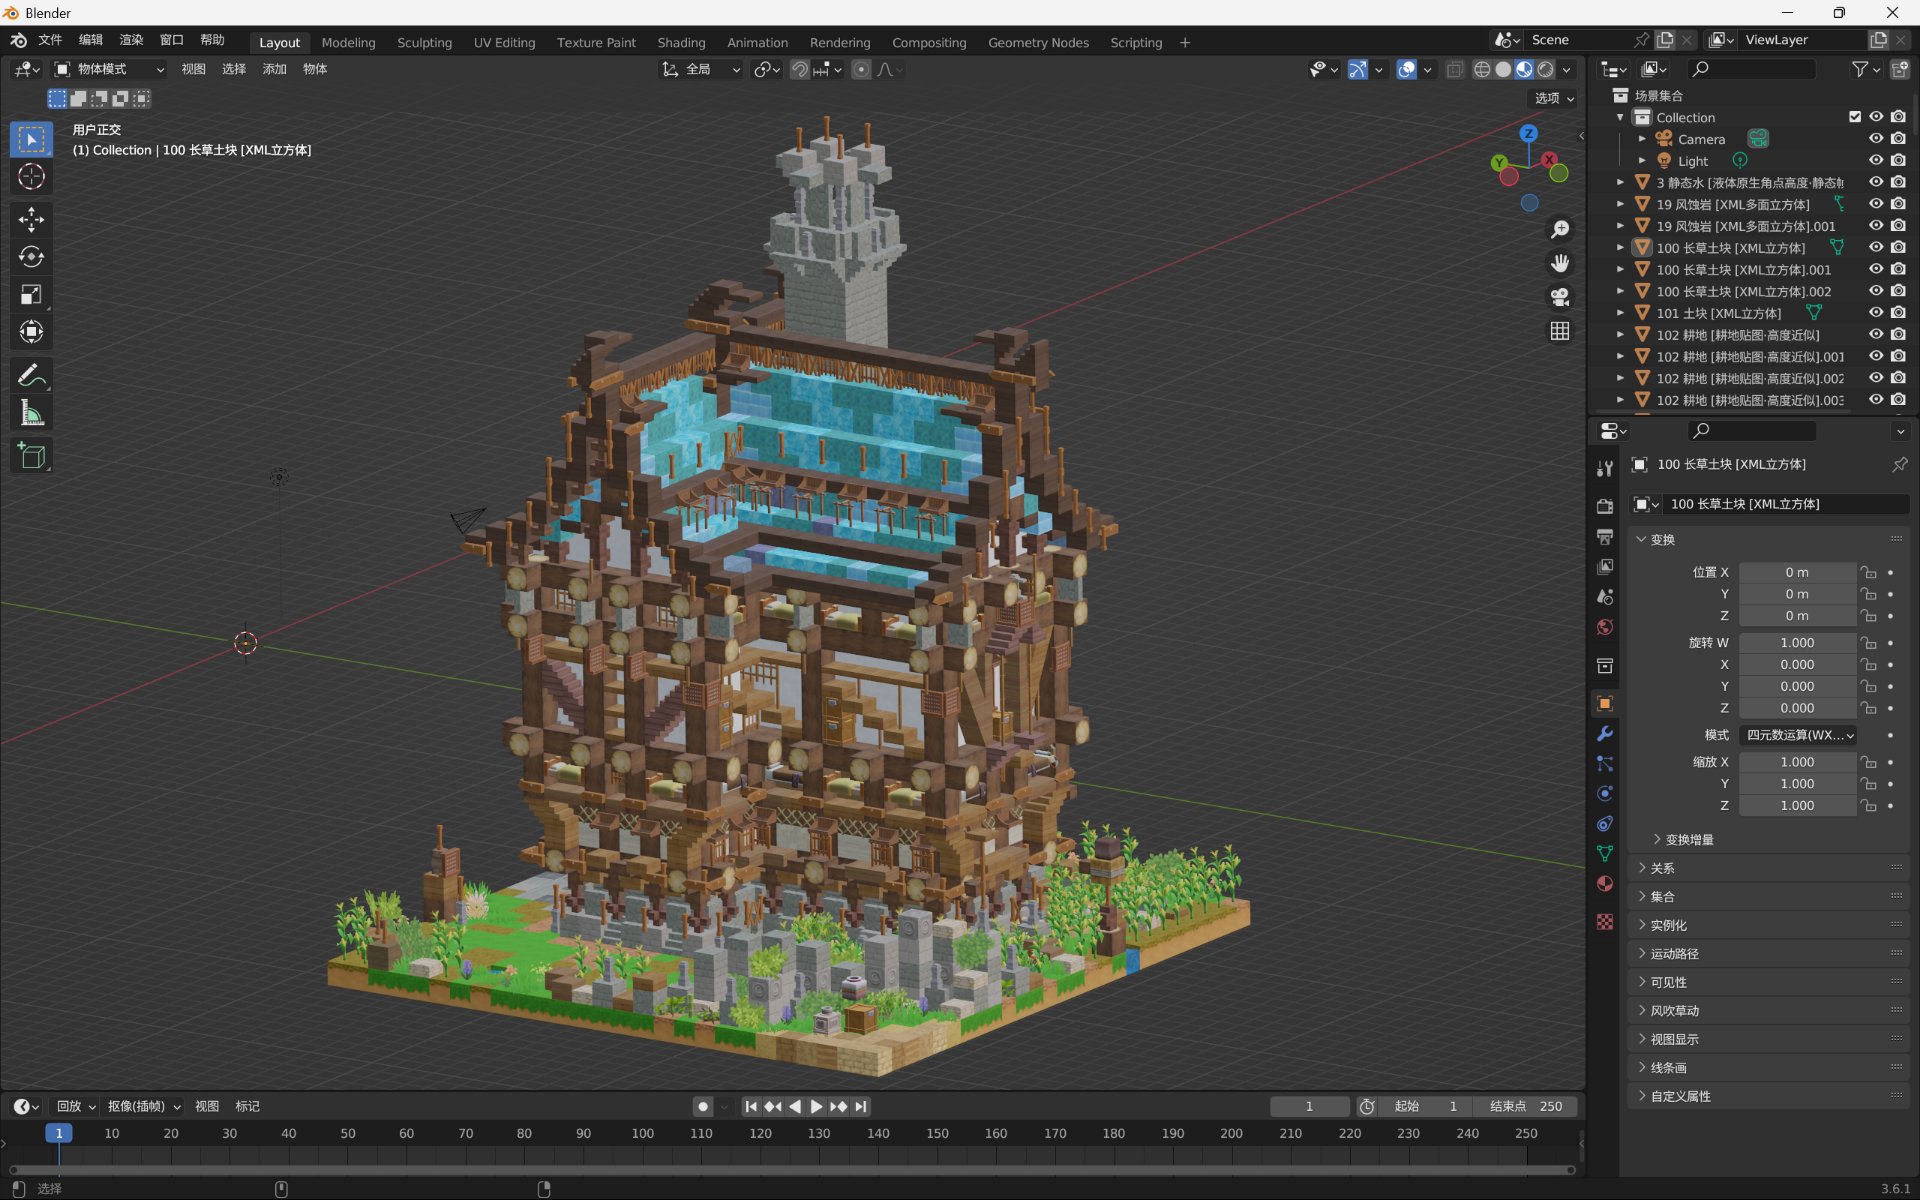 Blender
文件 编辑 渲染 窗口 帮助 Layout Modeling Sculpting UV Editing Texture Paint Shading Animation Rendering Compositing Geometry Nodes Scripting + Scene ViewLayer
物体模式 视图 选择 添加 物体 全局
选项
用户正交
(1) Collection | 100 长草土块 [XML立方体]
Z
Y
X
场景集合
Collection
Camera
Light
3 静态水 [液体原生角点高度·静态
19 风蚀岩 [XML多面立方体]
19 风蚀岩 [XML多面立方体].001
100 长草土块 [XML立方体]
100 长草土块 [XML立方体].001
100 长草土块 [XML立方体].002
101 土块 [XML立方体]
102 耕地 [耕地贴图·高度近似]
102 耕地 [耕地贴图·高度近似].001
102 耕地 [耕地贴图·高度近似].002
102 耕地 [耕地贴图·高度近似].003
100 长草土块 [XML立方体]
100 长草土块 [XML立方体]
变换
位置 X 0 m
Y 0 m
Z 0 m
旋转 W 1.000
X 0.000
Y 0.000
Z 0.000
模式 四元数运算(WX...
缩放 X 1.000
Y 1.000
Z 1.000
变换增量
关系
集合
实例化
运动路径
可见性
风吹草动
视图显示
线条画
自定义属性
回放 抠像(插帧) 视图 标记 1 起始 1 结束点 250
1 10 20 30 40 50 60 70 80 90 100 110 120 130 140 150 160 170 180 190 200 210 220 230 240 250
选择 3.6.1